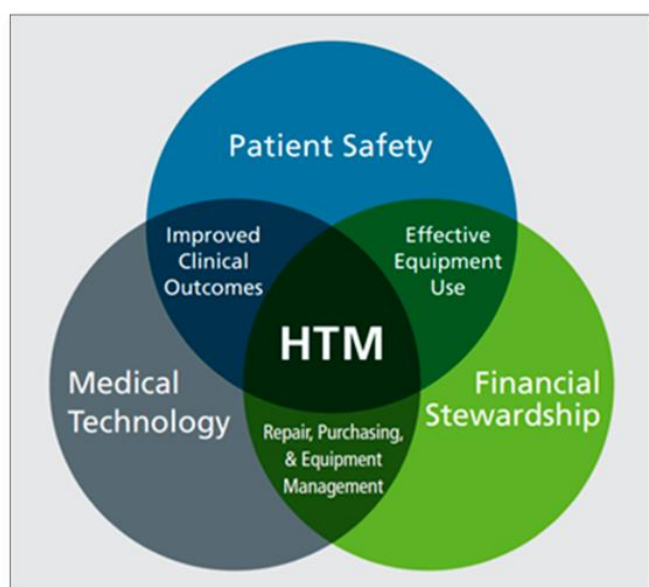 Patient Safety
Improved
Clinical
Outcomes
Effective
Equipment
Use
HTM
Medical
Technology
Financial
Stewardship
Repair, Purchasing,
& Equipment
Management